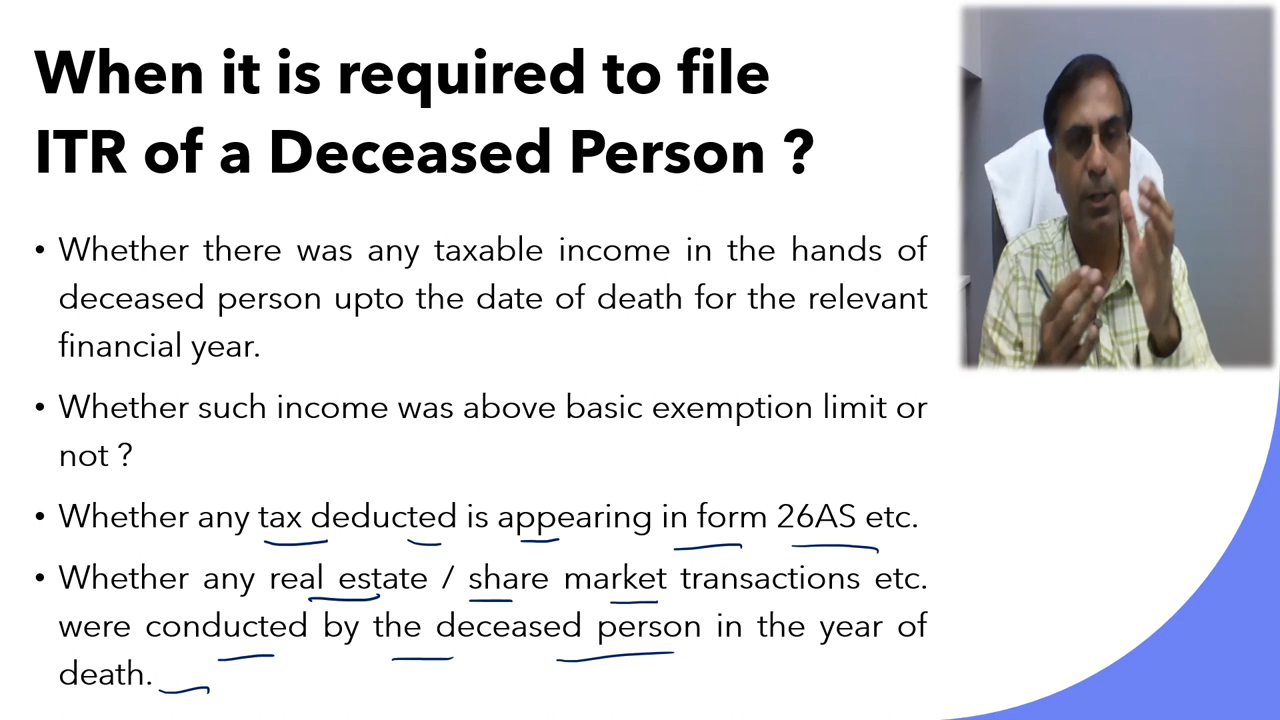 When it is required to file
ITR of a Deceased Person ?
• Whether there was any taxable income in the hands of
deceased person upto the date of death for the relevant
financial year.
• Whether such income was above basic exemption limit or
not ?
• Whether any tax deducted is appearing in form 26AS etc.
• Whether any real estate / share market transactions etc.
were conducted by the deceased person in the year of
death.